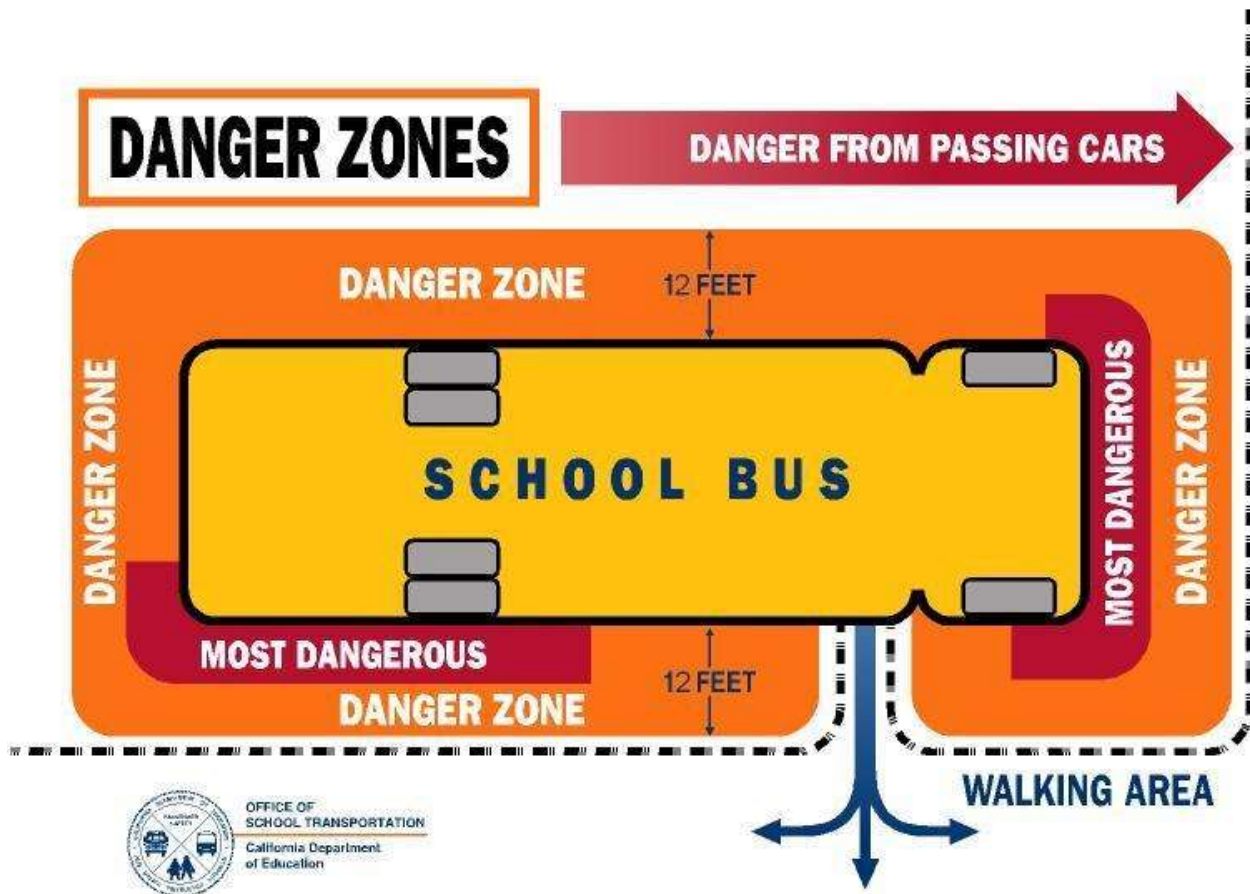 DANGER ZONES
DANGER FROM PASSING CARS
DANGER ZONE
12 FEET
DANGER ZONE
MOST DANGEROUS
DANGER ZONE
SCHOOL BUS
MOST DANGEROUS
12 FEET
DANGER ZONE
WALKING AREA
OFFICE OF
SCHOOL TRANSPORTATION
California Department
of Education